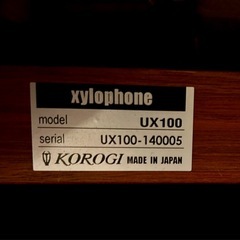 xylophone
model UX100
serial UX100-140005
KOROGI MADE IN JAPAN